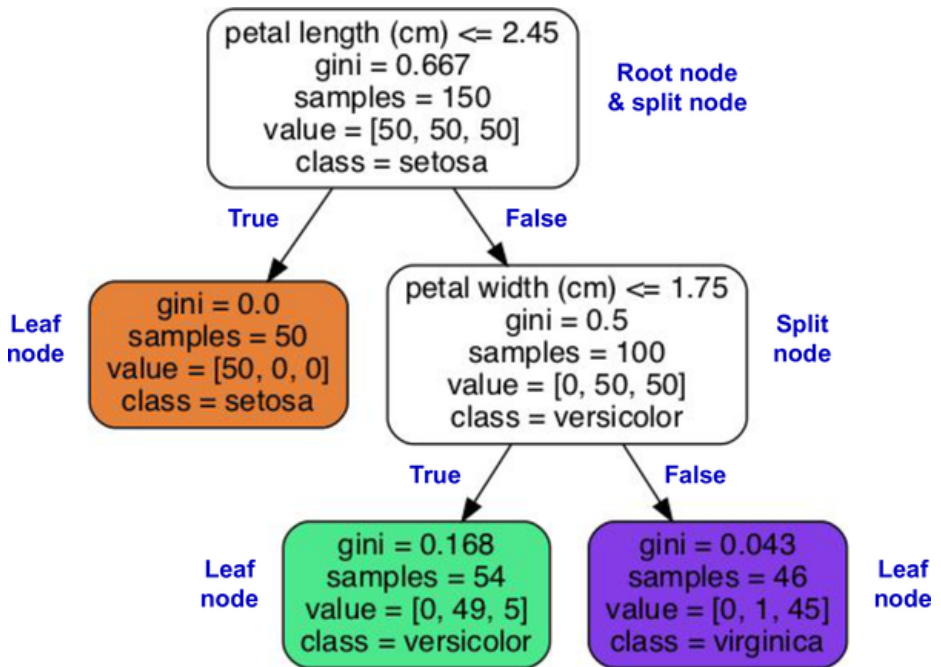 petal length (cm) <= 2.45
gini = 0.667
samples = 150
value = [50, 50, 50]
class = setosa
Root node
& split node
True
False
Leaf
node
gini = 0.0
samples = 50
value = [50, 0, 0]
class = setosa
petal width (cm) <= 1.75
gini = 0.5
samples = 100
value = [0, 50, 50]
class = versicolor
Split
node
True
False
Leaf
node
gini = 0.168
samples = 54
value = [0, 49, 5]
class = versicolor
gini = 0.043
samples = 46
value = [0, 1, 45]
class = virginica
Leaf
node